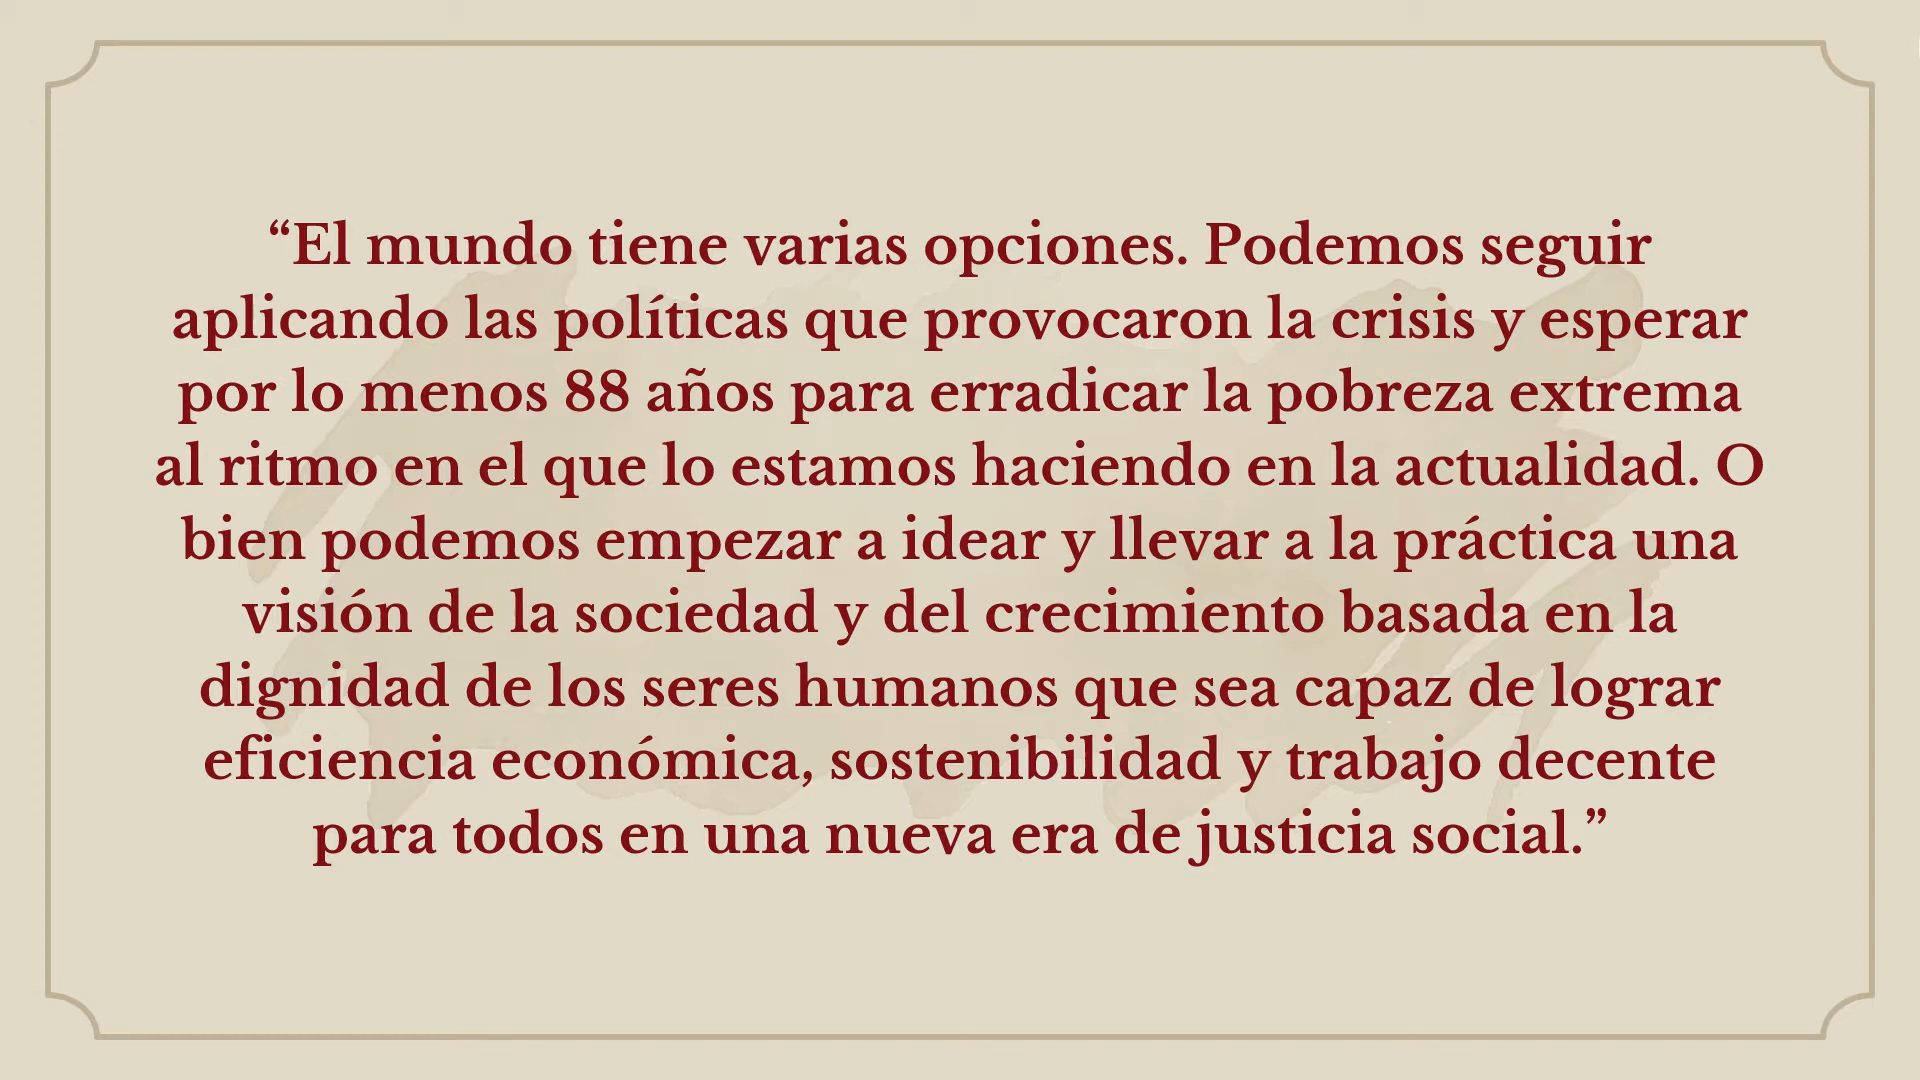 “El mundo tiene varias opciones. Podemos seguir
aplicando las políticas que provocaron la crisis y esperar
por lo menos 88 años para erradicar la pobreza extrema
al ritmo en el que lo estamos haciendo en la actualidad. O
bien podemos empezar a idear y llevar a la práctica una
visión de la sociedad y del crecimiento basada en la
dignidad de los seres humanos que sea capaz de lograr
eficiencia económica, sostenibilidad y trabajo decente
para todos en una nueva era de justicia social.”